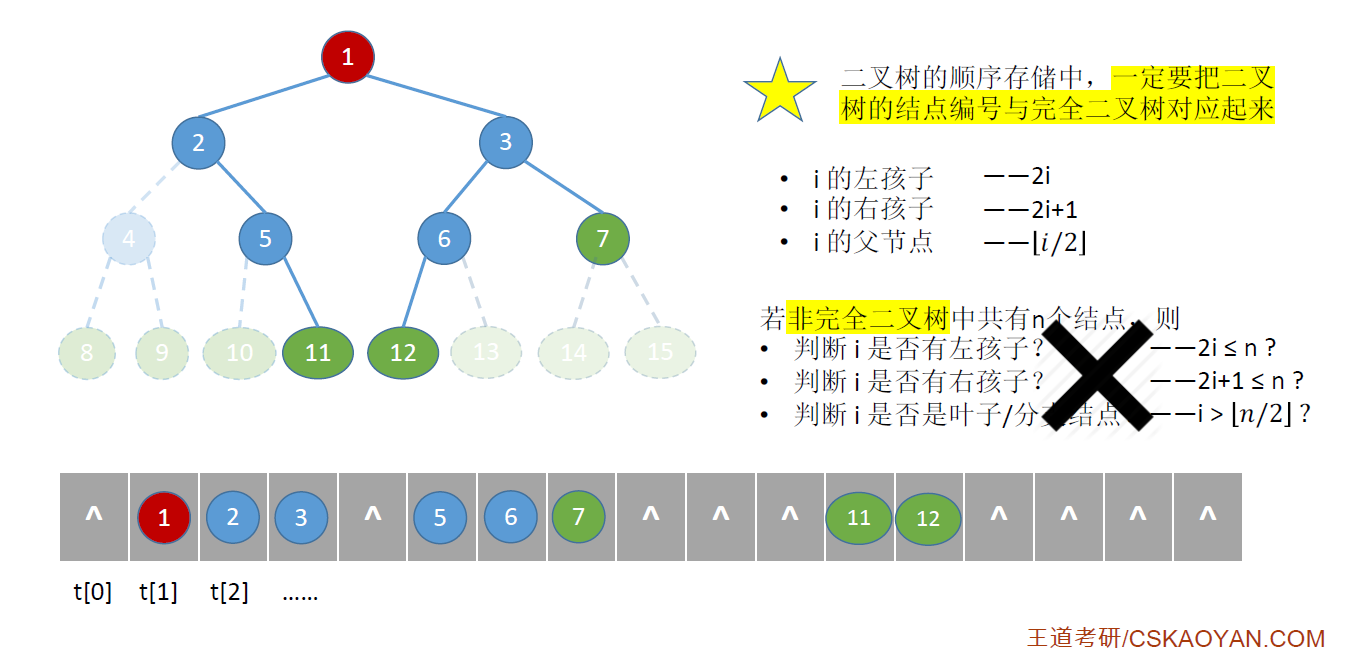 1
2
3
4
5
6
7
8
9
10
11
12
13
14
15
二叉树的顺序存储中，一定要把二叉
树的结点编号与完全二叉树对应起来
• i 的左孩子 ——2i
• i 的右孩子 ——2i+1
• i 的父节点 ——⌊i/2⌋
若非完全二叉树中共有n个结点，则
• 判断 i 是否有左孩子? ——2i ≤ n ?
• 判断 i 是否有右孩子? ——2i+1 ≤ n ?
• 判断 i 是否是叶子/分支结点 ——i > ⌊n/2⌋ ?
^ 1 2 3 ^ 5 6 7 ^ ^ ^ 11 12 ^ ^ ^ ^
t[0] t[1] t[2] ……
王道考研/CSKAOYAN.COM